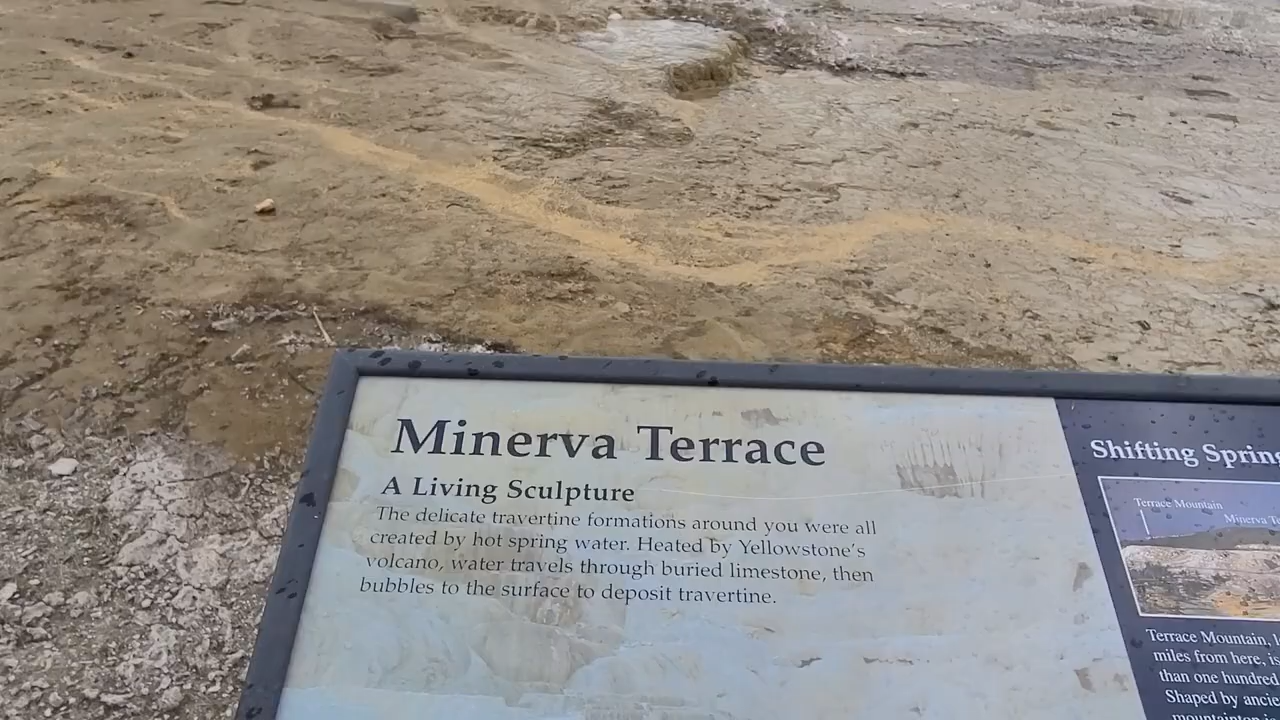 Minerva Terrace
A Living Sculpture
The delicate travertine formations around you were all
created by hot spring water. Heated by Yellowstone's
volcano, water travels through buried limestone, then
bubbles to the surface to deposit travertine.
Shifting Spring
Terrace Mountain
Minerva T
Terrace Mountain,
miles from here, is
than one hundred
Shaped by ancie